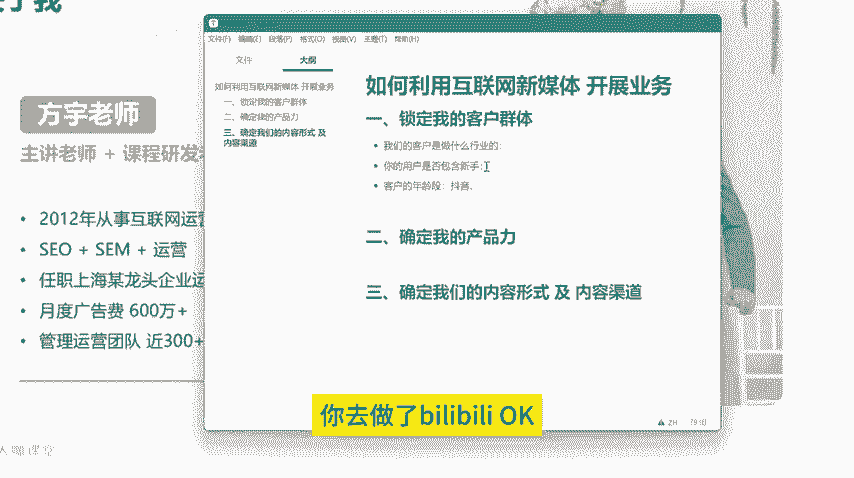 了我
方宇老师
主讲老师 + 课程研发
• 2012年从事互联网运营
• SEO + SEM + 运营
• 任职上海某龙头企业运
• 月度广告费 600万+
• 管理运营团队 近300+
T
文件(F) 编辑(E) 段落(P) 格式(O) 视图(V) 主题(T) 帮助(H)
文件 大纲
如何利用互联网新媒体 开展业务
一、锁定我的客户群体
二、确定我的产品力
三、确定我们的内容形式 及
内容渠道
如何利用互联网新媒体 开展业务
一、锁定我的客户群体
• 我们的客户是做什么行业的:
• 你的用户是否包含新手:
• 客户的年龄段：抖音、
二、确定我的产品力
三、确定我们的内容形式 及 内容渠道
你去做了bilibili OK
ZH